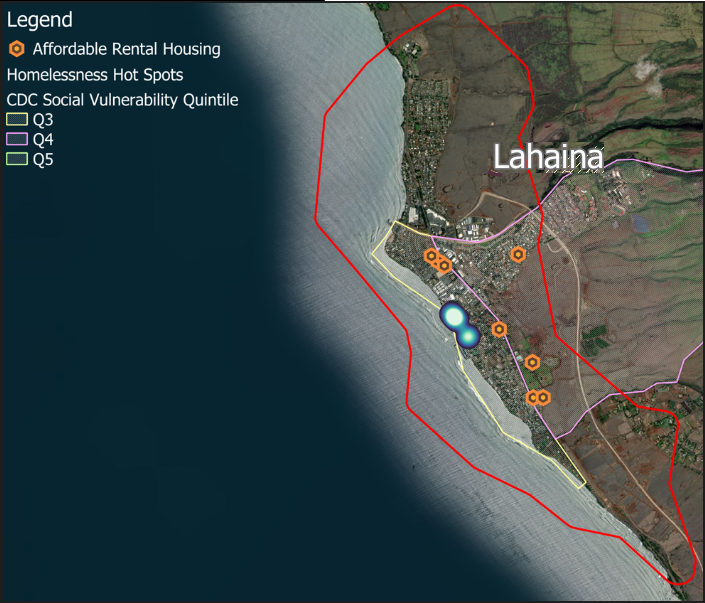 Legend
Affordable Rental Housing
Homelessness Hot Spots
CDC Social Vulnerability Quintile
Q3
Q4
Q5
Lahaina